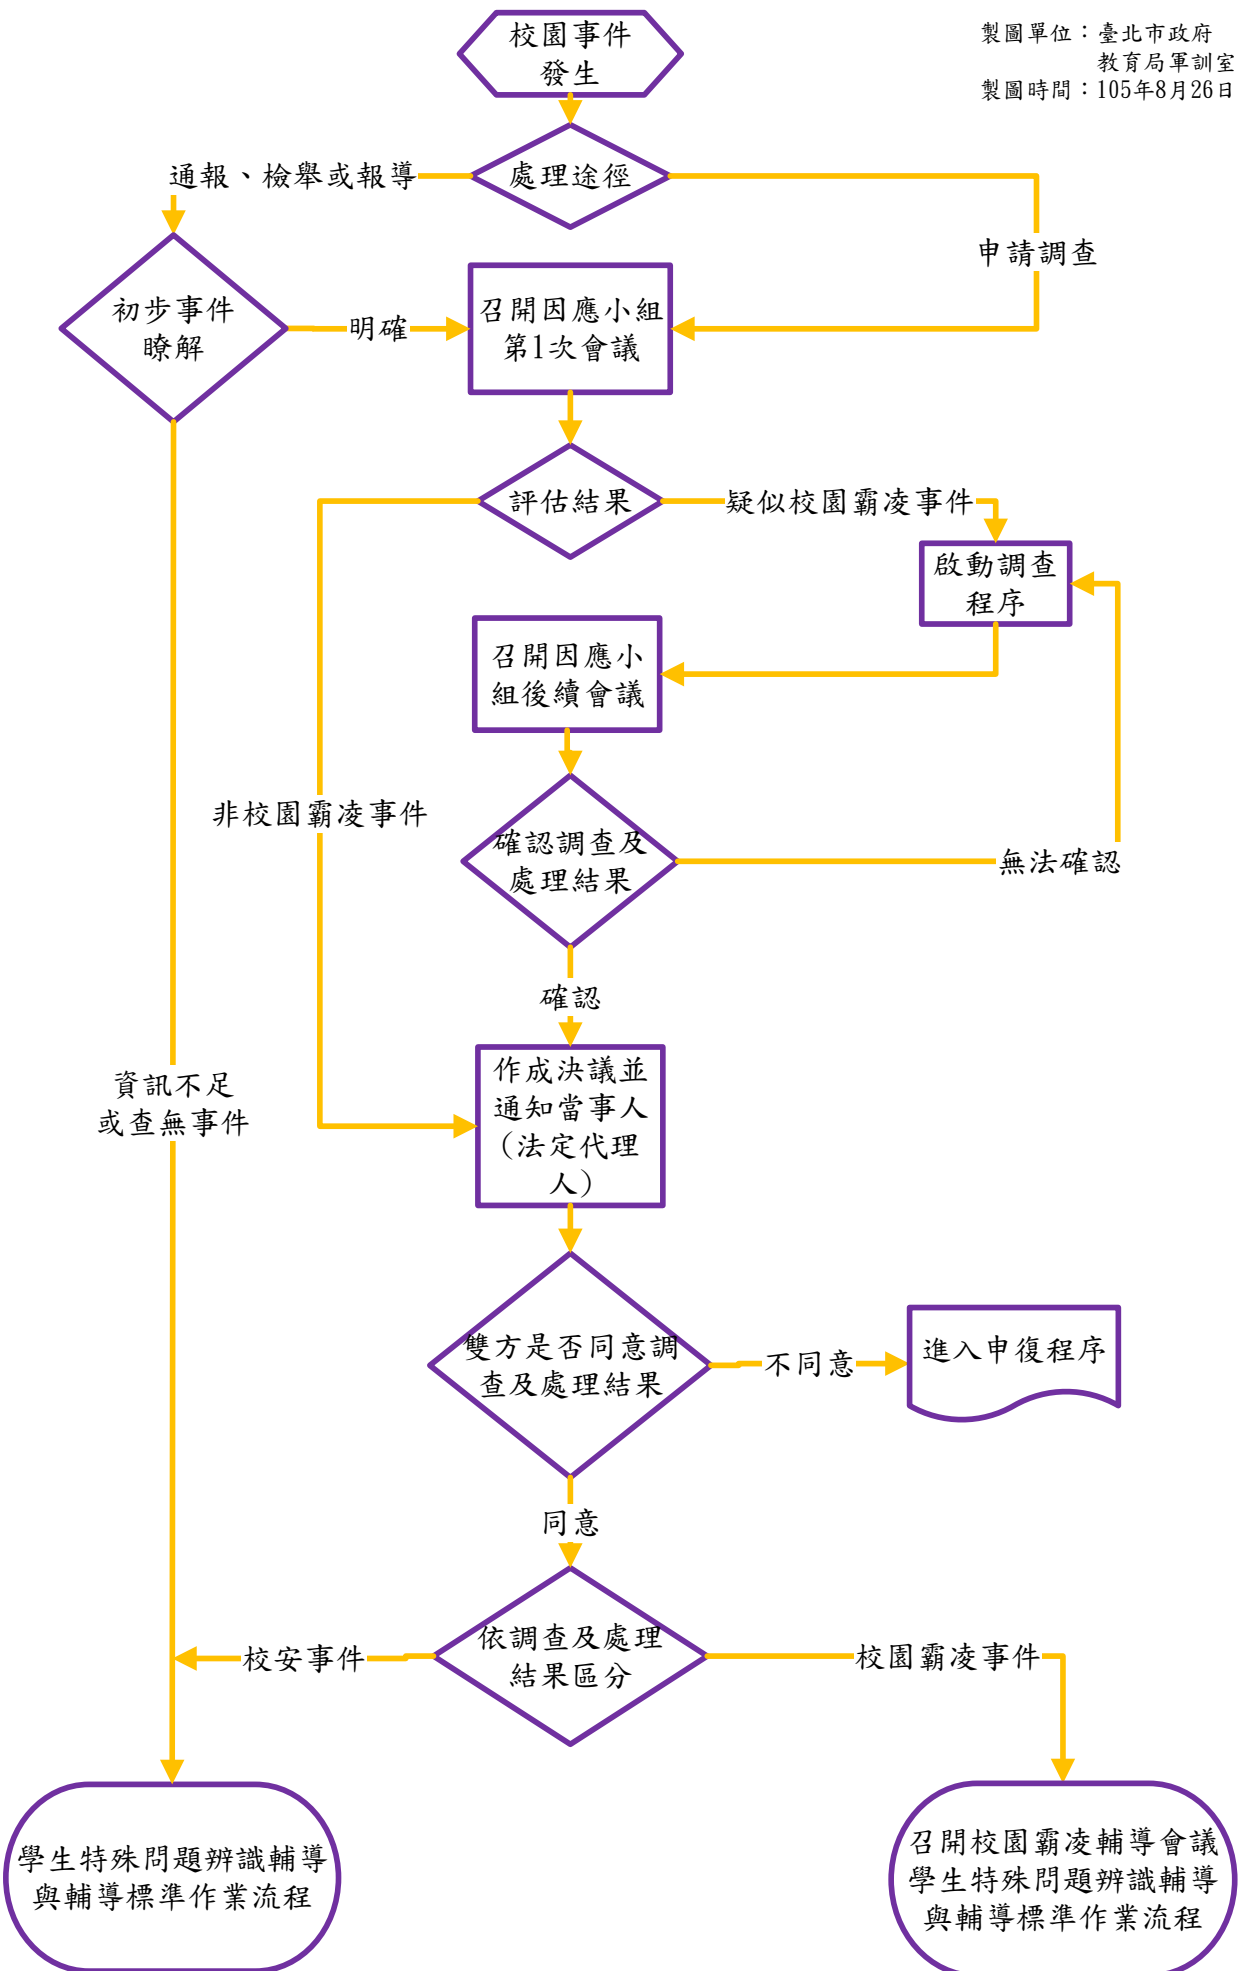 校園事件
發生
製圖單位：臺北市政府
教育局軍訓室
製圖時間：105年8月26日
處理途徑
通報、檢舉或報導
申請調查
初步事件
瞭解
明確
召開因應小組
第1次會議
評估結果
疑似校園霸凌事件
啟動調查
程序
召開因應小
組後續會議
非校園霸凌事件
確認調查及
處理結果
無法確認
確認
作成決議並
通知當事人
(法定代理
人)
資訊不足
或查無事件
雙方是否同意調
查及處理結果
不同意
進入申復程序
同意
依調查及處理
結果區分
校安事件
校園霸凌事件
學生特殊問題辨識輔導
與輔導標準作業流程
召開校園霸凌輔導會議
學生特殊問題辨識輔導
與輔導標準作業流程